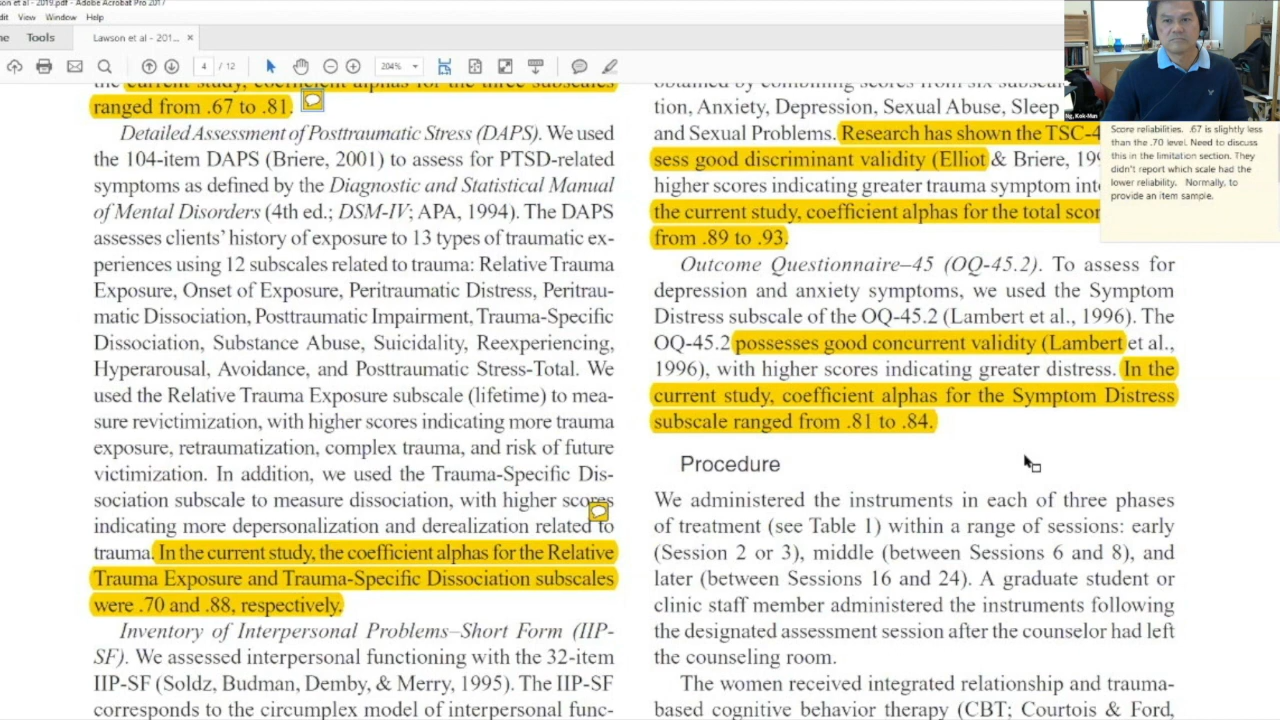 son et al - 2019.pdf - Adobe Acrobat Pro 2017
dit View Window Help
me Tools Lawson et al - 201... ×
4 / 12 204%
the current study, coefficient alphas for the three subscales
ranged from .67 to .81.
Detailed Assessment of Posttraumatic Stress (DAPS). We used
the 104-item DAPS (Briere, 2001) to assess for PTSD-related
symptoms as defined by the Diagnostic and Statistical Manual
of Mental Disorders (4th ed.; DSM-IV; APA, 1994). The DAPS
assesses clients' history of exposure to 13 types of traumatic ex-
periences using 12 subscales related to trauma: Relative Trauma
Exposure, Onset of Exposure, Peritraumatic Distress, Peritrau-
matic Dissociation, Posttraumatic Impairment, Trauma-Specific
Dissociation, Substance Abuse, Suicidality, Reexperiencing,
Hyperarousal, Avoidance, and Posttraumatic Stress-Total. We
used the Relative Trauma Exposure subscale (lifetime) to mea-
sure revictimization, with higher scores indicating more trauma
exposure, retraumatization, complex trauma, and risk of future
victimization. In addition, we used the Trauma-Specific Dis-
sociation subscale to measure dissociation, with higher scores
indicating more depersonalization and derealization related to
trauma. In the current study, the coefficient alphas for the Relative
Trauma Exposure and Trauma-Specific Dissociation subscales
were .70 and .88, respectively.
Inventory of Interpersonal Problems–Short Form (IIP-
SF). We assessed interpersonal functioning with the 32-item
IIP-SF (Soldz, Budman, Demby, & Merry, 1995). The IIP-SF
corresponds to the circumplex model of interpersonal func-
obtained by combining scores from six subscal
tion, Anxiety, Depression, Sexual Abuse, Sleep
and Sexual Problems. Research has shown the TSC-4
sess good discriminant validity (Elliot & Briere, 19
higher scores indicating greater trauma symptom int
the current study, coefficient alphas for the total scor
from .89 to .93.
Outcome Questionnaire–45 (OQ-45.2). To assess for
depression and anxiety symptoms, we used the Symptom
Distress subscale of the OQ-45.2 (Lambert et al., 1996). The
OQ-45.2 possesses good concurrent validity (Lambert et al.,
1996), with higher scores indicating greater distress. In the
current study, coefficient alphas for the Symptom Distress
subscale ranged from .81 to .84.
Procedure
We administered the instruments in each of three phases
of treatment (see Table 1) within a range of sessions: early
(Session 2 or 3), middle (between Sessions 6 and 8), and
later (between Sessions 16 and 24). A graduate student or
clinic staff member administered the instruments following
the designated assessment session after the counselor had left
the counseling room.
The women received integrated relationship and trauma-
based cognitive behavior therapy (CBT; Courtois & Ford,
Ng, Kok-Mun
Score reliabilities. .67 is slightly less
than the .70 level. Need to discuss
this in the limitation section. They
didn't report which scale had the
lower reliability. Normally, to
provide an item sample.